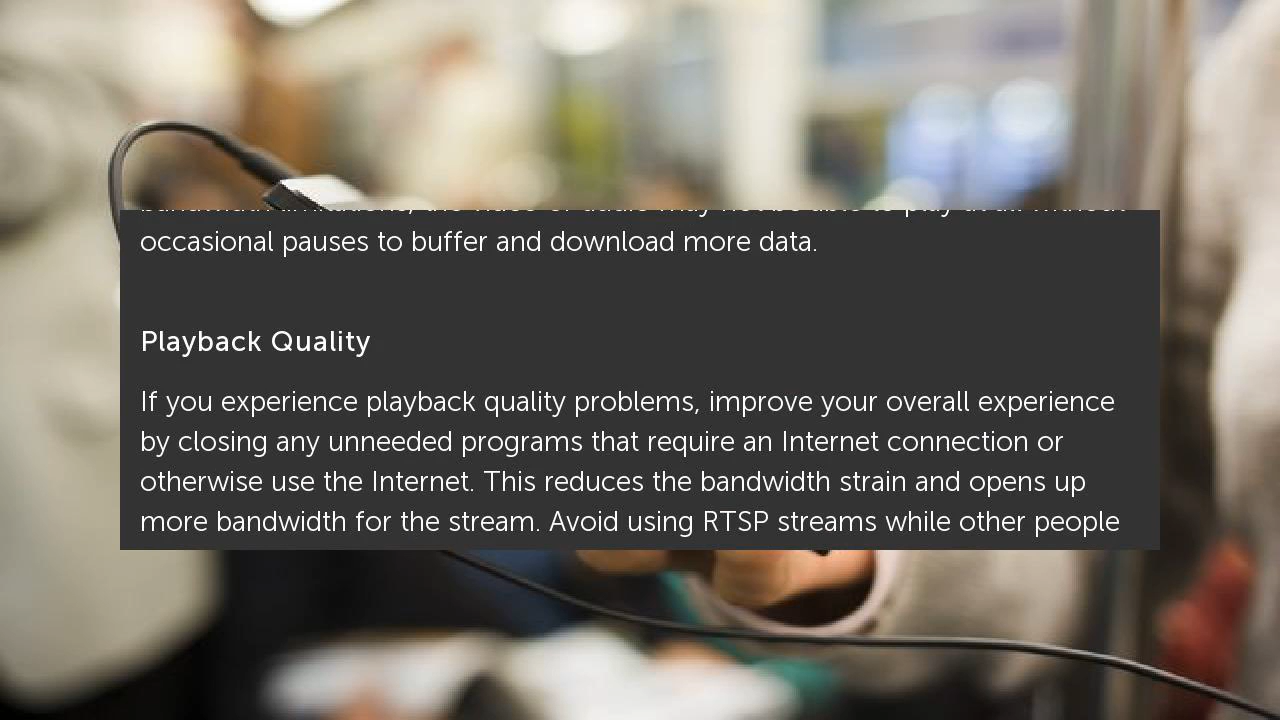 occasional pauses to buffer and download more data.
Playback Quality
If you experience playback quality problems, improve your overall experience
by closing any unneeded programs that require an Internet connection or
otherwise use the Internet. This reduces the bandwidth strain and opens up
more bandwidth for the stream. Avoid using RTSP streams while other people